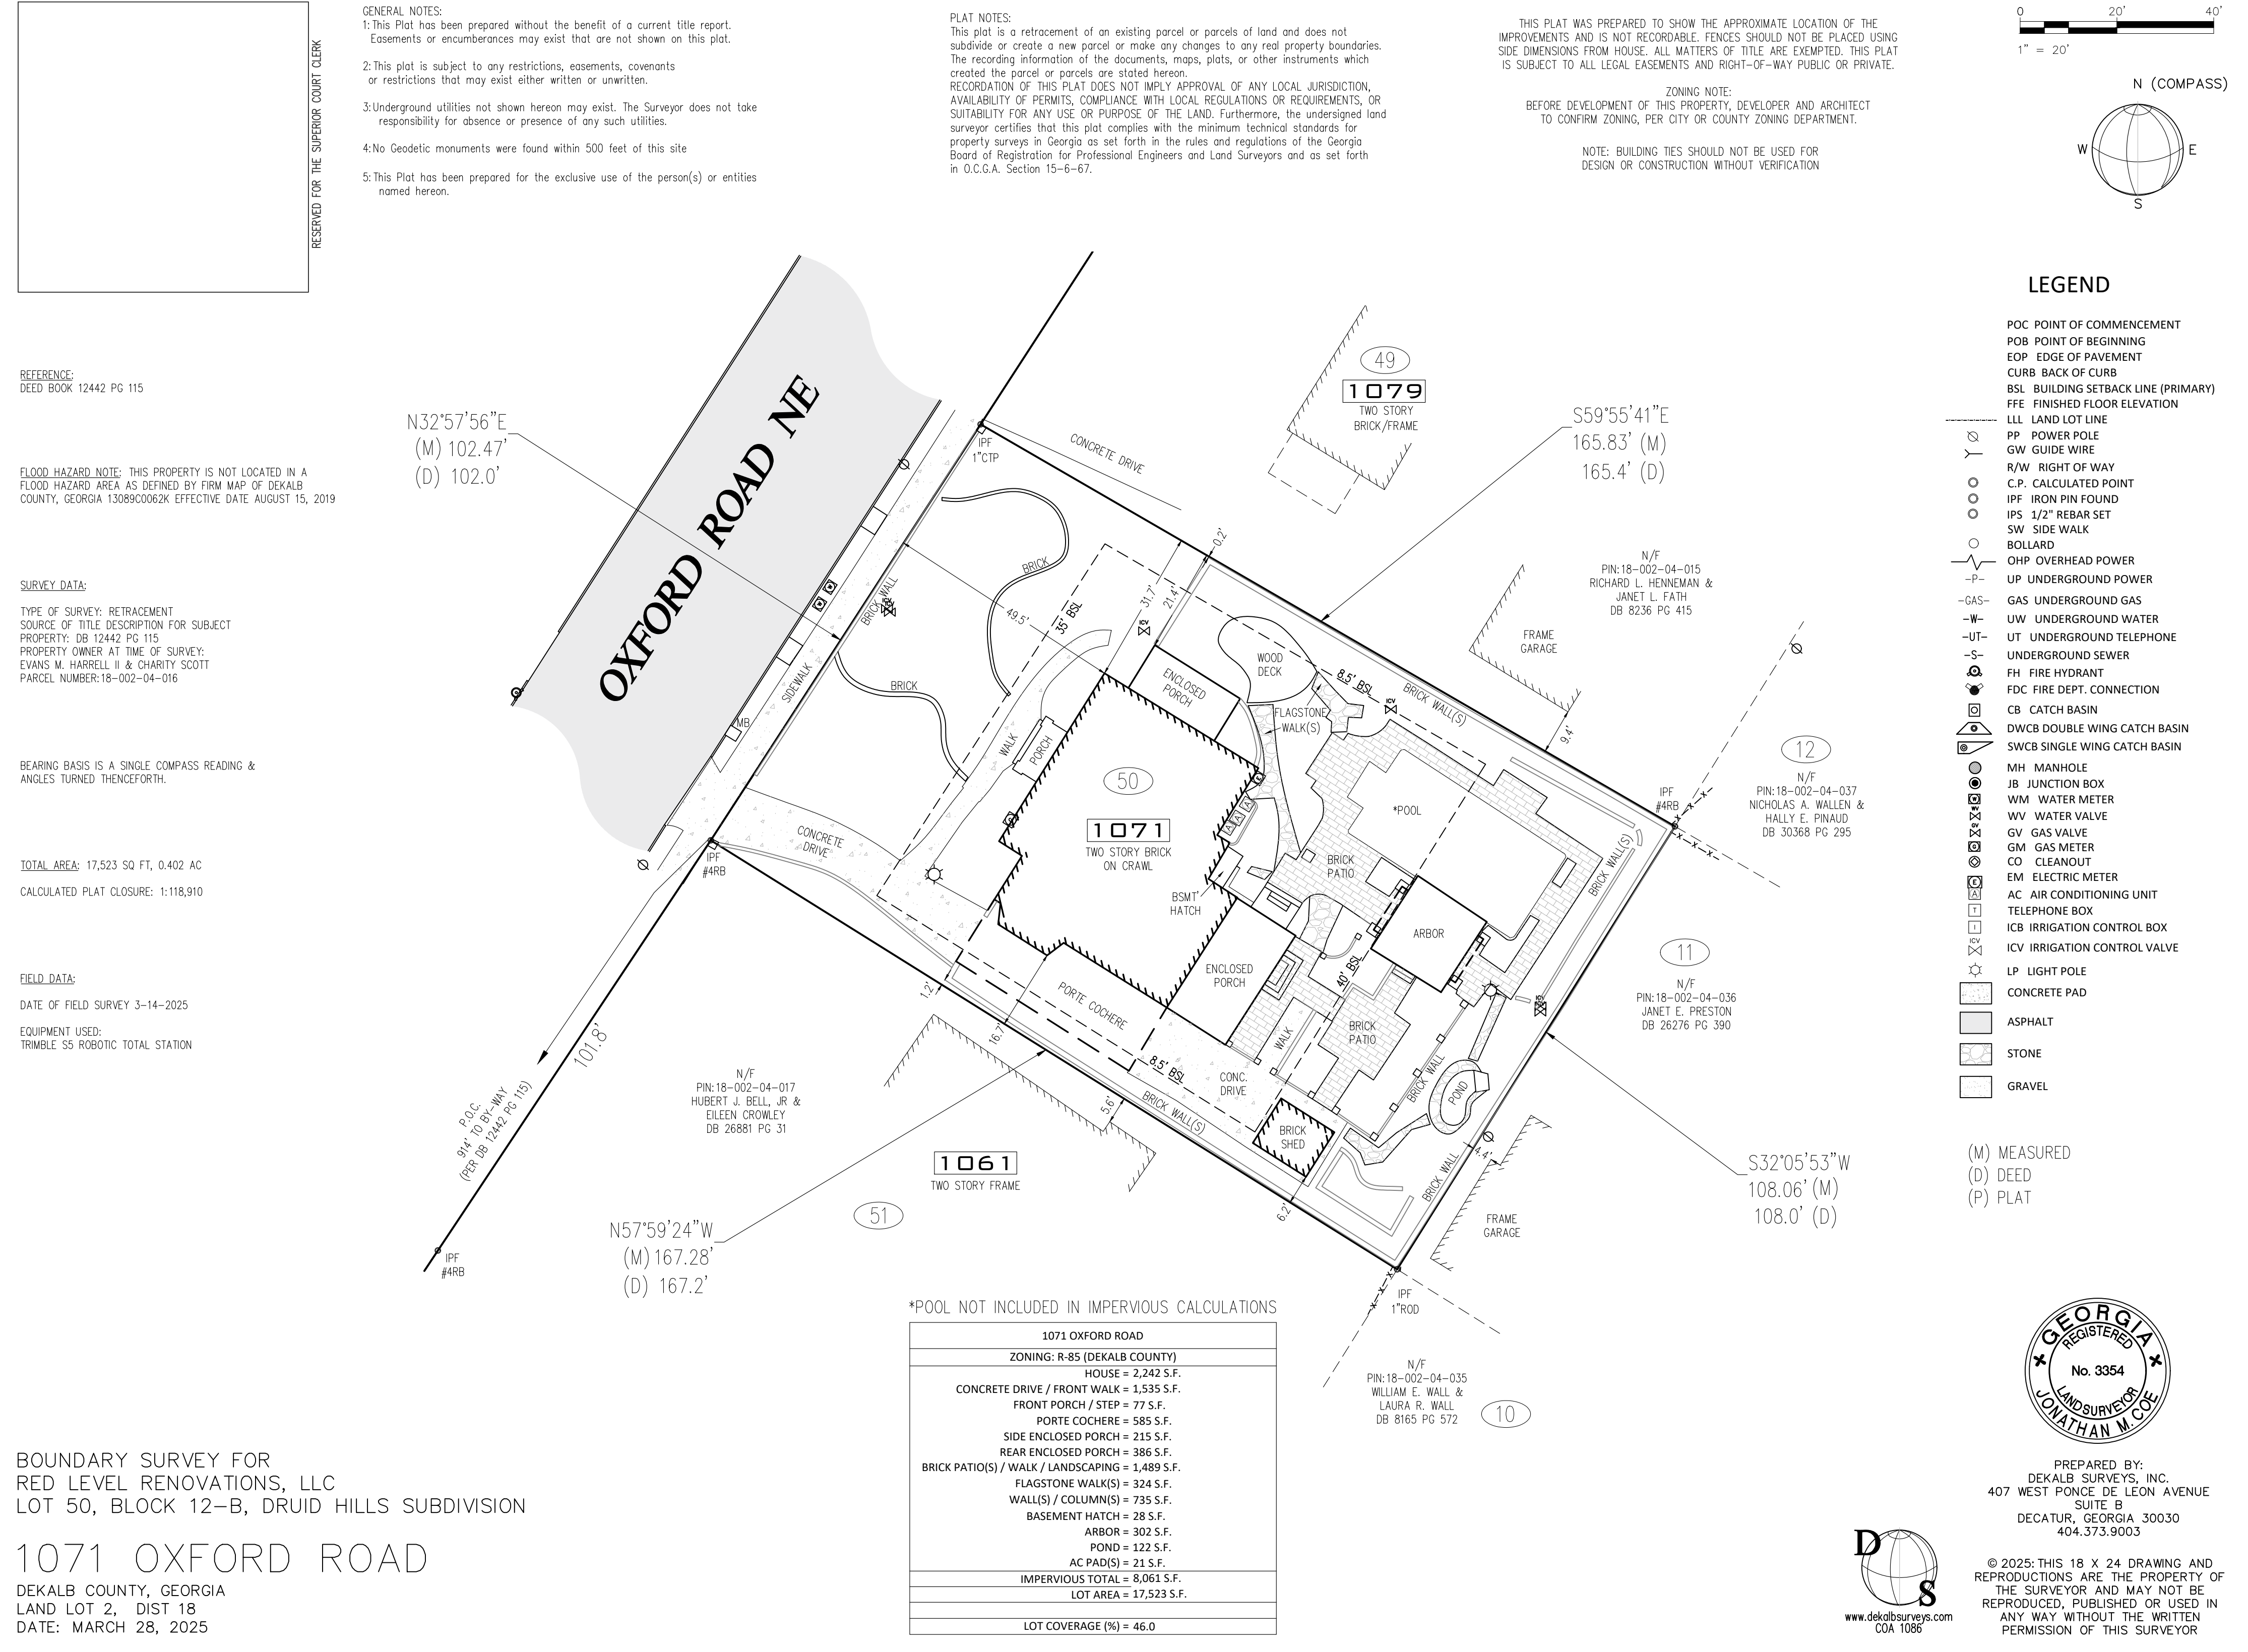 RESERVED FOR THE SUPERIOR COURT CLERK
GENERAL NOTES:
1: This Plat has been prepared without the benefit of a current title report.
Easements or encumberances may exist that are not shown on this plat.
2: This plat is subject to any restrictions, easements, covenants
or restrictions that may exist either written or unwritten.
3: Underground utilities not shown hereon may exist. The Surveyor does not take
responsibility for absence or presence of any such utilities.
4: No Geodetic monuments were found within 500 feet of this site
5: This Plat has been prepared for the exclusive use of the person(s) or entities
named hereon.
PLAT NOTES:
This plat is a retracement of an existing parcel or parcels of land and does not
subdivide or create a new parcel or make any changes to any real property boundaries.
The recording information of the documents, maps, plats, or other instruments which
created the parcel or parcels are stated hereon.
RECORDATION OF THIS PLAT DOES NOT IMPLY APPROVAL OF ANY LOCAL JURISDICTION,
AVAILABILITY OF PERMITS, COMPLIANCE WITH LOCAL REGULATIONS OR REQUIREMENTS, OR
SUITABILITY FOR ANY USE OR PURPOSE OF THE LAND. Furthermore, the undersigned land
surveyor certifies that this plat complies with the minimum technical standards for
property surveys in Georgia as set forth in the rules and regulations of the Georgia
Board of Registration for Professional Engineers and Land Surveyors and as set forth
in O.C.G.A. Section 15-6-67.
THIS PLAT WAS PREPARED TO SHOW THE APPROXIMATE LOCATION OF THE
IMPROVEMENTS AND IS NOT RECORDABLE. FENCES SHOULD NOT BE PLACED USING
SIDE DIMENSIONS FROM HOUSE. ALL MATTERS OF TITLE ARE EXEMPTED. THIS PLAT
IS SUBJECT TO ALL LEGAL EASEMENTS AND RIGHT-OF-WAY PUBLIC OR PRIVATE.
ZONING NOTE:
BEFORE DEVELOPMENT OF THIS PROPERTY, DEVELOPER AND ARCHITECT
TO CONFIRM ZONING, PER CITY OR COUNTY ZONING DEPARTMENT.
NOTE: BUILDING TIES SHOULD NOT BE USED FOR
DESIGN OR CONSTRUCTION WITHOUT VERIFICATION
0 20' 40'
1" = 20'
N (COMPASS)
W E
S
REFERENCE:
DEED BOOK 12442 PG 115
FLOOD HAZARD NOTE: THIS PROPERTY IS NOT LOCATED IN A
FLOOD HAZARD AREA AS DEFINED BY FIRM MAP OF DEKALB
COUNTY, GEORGIA 13089C0062K EFFECTIVE DATE AUGUST 15, 2019
SURVEY DATA:
TYPE OF SURVEY: RETRACEMENT
SOURCE OF TITLE DESCRIPTION FOR SUBJECT
PROPERTY: DB 12442 PG 115
PROPERTY OWNER AT TIME OF SURVEY:
EVANS M. HARRELL II & CHARITY SCOTT
PARCEL NUMBER:18-002-04-016
BEARING BASIS IS A SINGLE COMPASS READING &
ANGLES TURNED THENCEFORTH.
TOTAL AREA: 17,523 SQ FT, 0.402 AC
CALCULATED PLAT CLOSURE: 1:118,910
FIELD DATA:
DATE OF FIELD SURVEY 3-14-2025
EQUIPMENT USED:
TRIMBLE S5 ROBOTIC TOTAL STATION
N32°57'56"E
(M) 102.47'
(D) 102.0'
OXFORD ROAD NE
IPF
1"CTP
CONCRETE DRIVE
49
1079
TWO STORY
BRICK/FRAME
S59°55'41"E
165.83' (M)
165.4' (D)
N/F
PIN:18-002-04-015
RICHARD L. HENNEMAN &
JANET L. FATH
DB 8236 PG 415
FRAME
GARAGE
9.4'
12
N/F
PIN:18-002-04-037
NICHOLAS A. WALLEN &
HALLY E. PINAUD
DB 30368 PG 295
IPF
#4RB
0.2'
31.7'
21.4'
49.5'
35' BSL
ICV
BRICK
BRICK WALL
BRICK
SIDEWALK
MB
WALK
PORCH
ENCLOSED
PORCH
WOOD
DECK
FLAGSTONE
WALK(S)
8.5' BSL
ICV
BRICK WALL(S)
*POOL
BRICK
PATIO
BRICK WALL(S)
50
1071
TWO STORY BRICK
ON CRAWL
E
A
A
A
BSMT'
HATCH
ARBOR
40' BSL
ENCLOSED
PORCH
CONCRETE
DRIVE
IPF
#4RB
PORTE COCHERE
1.2'
16.7'
8.5' BSL
WALK
BRICK
PATIO
CONC.
DRIVE
BRICK WALL
POND
BRICK WALL(S)
5.6'
BRICK
SHED
6.2'
4.4'
BRICK WALL
FRAME
GARAGE
11
N/F
PIN:18-002-04-036
JANET E. PRESTON
DB 26276 PG 390
S32°05'53"W
108.06' (M)
108.0' (D)
101.8'
P.O.C.
914' TO BY-WAY
(PER DB 12442 PG 115)
IPF
#4RB
N/F
PIN:18-002-04-017
HUBERT J. BELL, JR &
EILEEN CROWLEY
DB 26881 PG 31
1061
TWO STORY FRAME
51
N57°59'24"W
(M) 167.28'
(D) 167.2'
IPF
1"ROD
N/F
PIN:18-002-04-035
WILLIAM E. WALL &
LAURA R. WALL
DB 8165 PG 572
10
LEGEND
POC POINT OF COMMENCEMENT
POB POINT OF BEGINNING
EOP EDGE OF PAVEMENT
CURB BACK OF CURB
BSL BUILDING SETBACK LINE (PRIMARY)
FFE FINISHED FLOOR ELEVATION
LLL LAND LOT LINE
PP POWER POLE
GW GUIDE WIRE
R/W RIGHT OF WAY
C.P. CALCULATED POINT
IPF IRON PIN FOUND
IPS 1/2" REBAR SET
SW SIDE WALK
BOLLARD
OHP OVERHEAD POWER
-P- UP UNDERGROUND POWER
-GAS- GAS UNDERGROUND GAS
-W- UW UNDERGROUND WATER
-UT- UT UNDERGROUND TELEPHONE
-S- UNDERGROUND SEWER
FH FIRE HYDRANT
FDC FIRE DEPT. CONNECTION
CB CATCH BASIN
DWCB DOUBLE WING CATCH BASIN
SWCB SINGLE WING CATCH BASIN
MH MANHOLE
JB JUNCTION BOX
WM WATER METER
WV WATER VALVE
GV GAS VALVE
GM GAS METER
CO CLEANOUT
EM ELECTRIC METER
A AC AIR CONDITIONING UNIT
T TELEPHONE BOX
I ICB IRRIGATION CONTROL BOX
ICV ICV IRRIGATION CONTROL VALVE
LP LIGHT POLE
CONCRETE PAD
ASPHALT
STONE
GRAVEL
(M) MEASURED
(D) DEED
(P) PLAT
*POOL NOT INCLUDED IN IMPERVIOUS CALCULATIONS
1071 OXFORD ROAD
ZONING: R-85 (DEKALB COUNTY)
HOUSE = 2,242 S.F.
CONCRETE DRIVE / FRONT WALK = 1,535 S.F.
FRONT PORCH / STEP = 77 S.F.
PORTE COCHERE = 585 S.F.
SIDE ENCLOSED PORCH = 215 S.F.
REAR ENCLOSED PORCH = 386 S.F.
BRICK PATIO(S) / WALK / LANDSCAPING = 1,489 S.F.
FLAGSTONE WALK(S) = 324 S.F.
WALL(S) / COLUMN(S) = 735 S.F.
BASEMENT HATCH = 28 S.F.
ARBOR = 302 S.F.
POND = 122 S.F.
AC PAD(S) = 21 S.F.
IMPERVIOUS TOTAL = 8,061 S.F.
LOT AREA = 17,523 S.F.
LOT COVERAGE (%) = 46.0
BOUNDARY SURVEY FOR
RED LEVEL RENOVATIONS, LLC
LOT 50, BLOCK 12-B, DRUID HILLS SUBDIVISION
1071 OXFORD ROAD
DEKALB COUNTY, GEORGIA
LAND LOT 2, DIST 18
DATE: MARCH 28, 2025
GEORGIA
REGISTERED
No. 3354
LAND SURVEYOR
JONATHAN M. COE
PREPARED BY:
DEKALB SURVEYS, INC.
407 WEST PONCE DE LEON AVENUE
SUITE B
DECATUR, GEORGIA 30030
404.373.9003
D
S
www.dekalbsurveys.com
COA 1086
© 2025: THIS 18 X 24 DRAWING AND
REPRODUCTIONS ARE THE PROPERTY OF
THE SURVEYOR AND MAY NOT BE
REPRODUCED, PUBLISHED OR USED IN
ANY WAY WITHOUT THE WRITTEN
PERMISSION OF THIS SURVEYOR